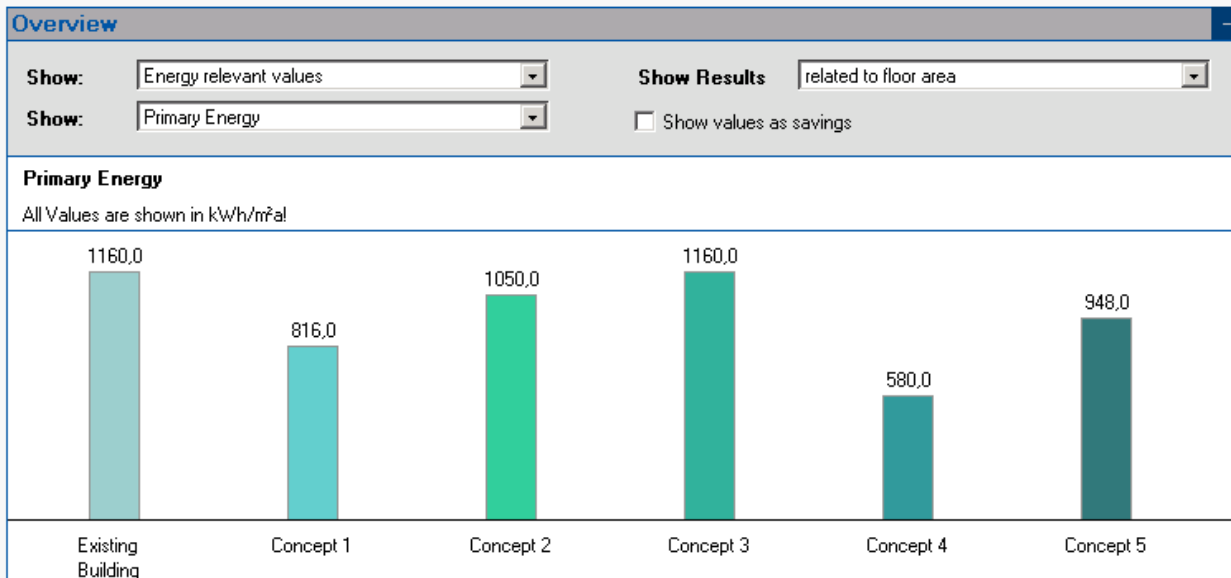 Overview
Show: Energy relevant values Show Results related to floor area
Show: Primary Energy Show values as savings
Primary Energy
All Values are shown in kWh/m²a!
1160,0 816,0 1050,0 1160,0 580,0 948,0
Existing Building Concept 1 Concept 2 Concept 3 Concept 4 Concept 5